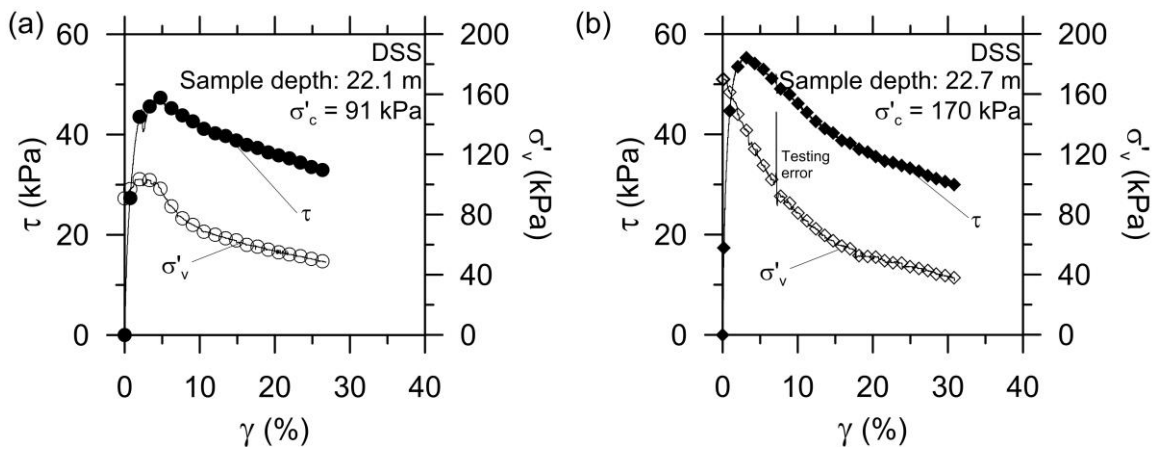 (a)
60
40
20
0
τ (kPa)
DSS
Sample depth: 22.1 m
σ'c = 91 kPa
τ
σ'v
200
160
120
80
40
0
σ'v (kPa)
0 10 20 30 40
γ (%)
(b)
60
40
20
0
τ (kPa)
DSS
Sample depth: 22.7 m
σ'c = 170 kPa
Testing
error
τ
σ'v
200
160
120
80
40
0
σ'v (kPa)
0 10 20 30 40
γ (%)